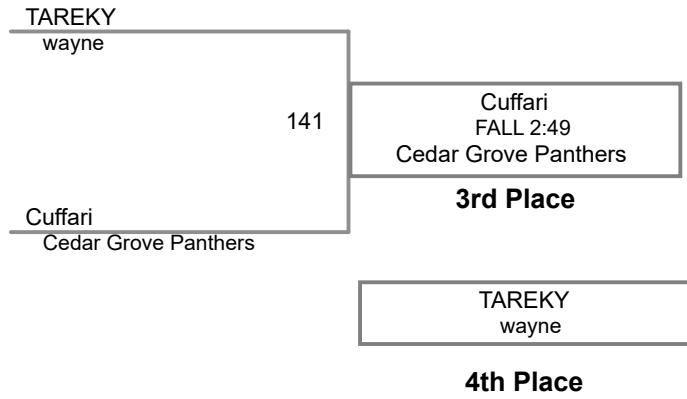 TAREKY
wayne
141
Cuffari
FALL 2:49
Cedar Grove Panthers
3rd Place
Cuffari
Cedar Grove Panthers
TAREKY
wayne
4th Place